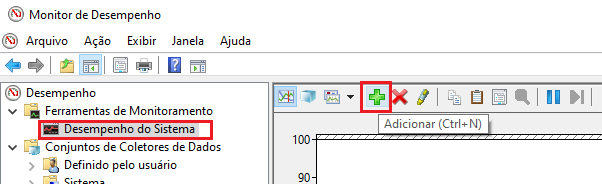 Monitor de Desempenho
Arquivo Ação Exibir Janela Ajuda
Desempenho
Ferramentas de Monitoramento
Desempenho do Sistema
Conjuntos de Coletores de Dados
Definido pelo usuário
Sistema
Adicionar (Ctrl+N)
100
90